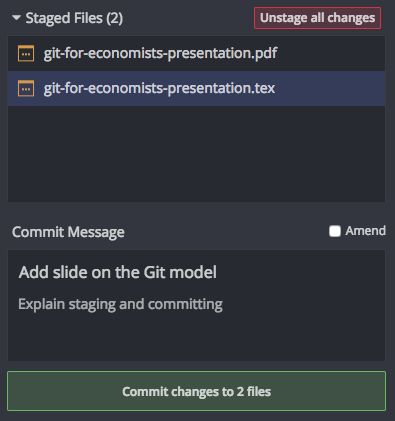 Staged Files (2)
Unstage all changes
git-for-economists-presentation.pdf
git-for-economists-presentation.tex
Commit Message
Amend
Add slide on the Git model
Explain staging and committing
Commit changes to 2 files